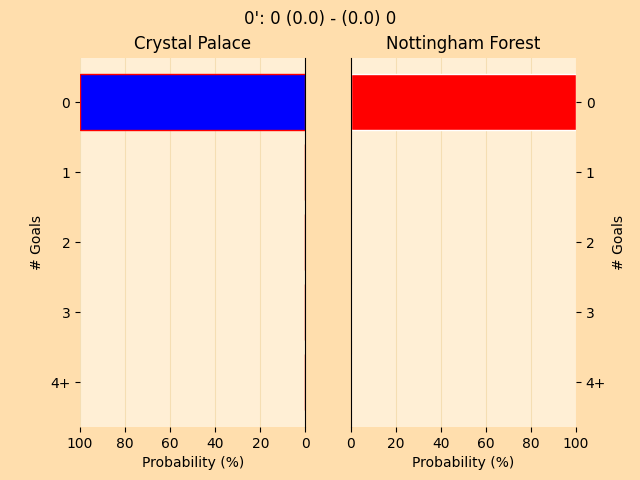 0': 0 (0.0) - (0.0) 0
Crystal Palace
Nottingham Forest
# Goals
0
1
2
3
4+
100 80 60 40 20 0
Probability (%)
0
1
2
3
4+
# Goals
0 20 40 60 80 100
Probability (%)